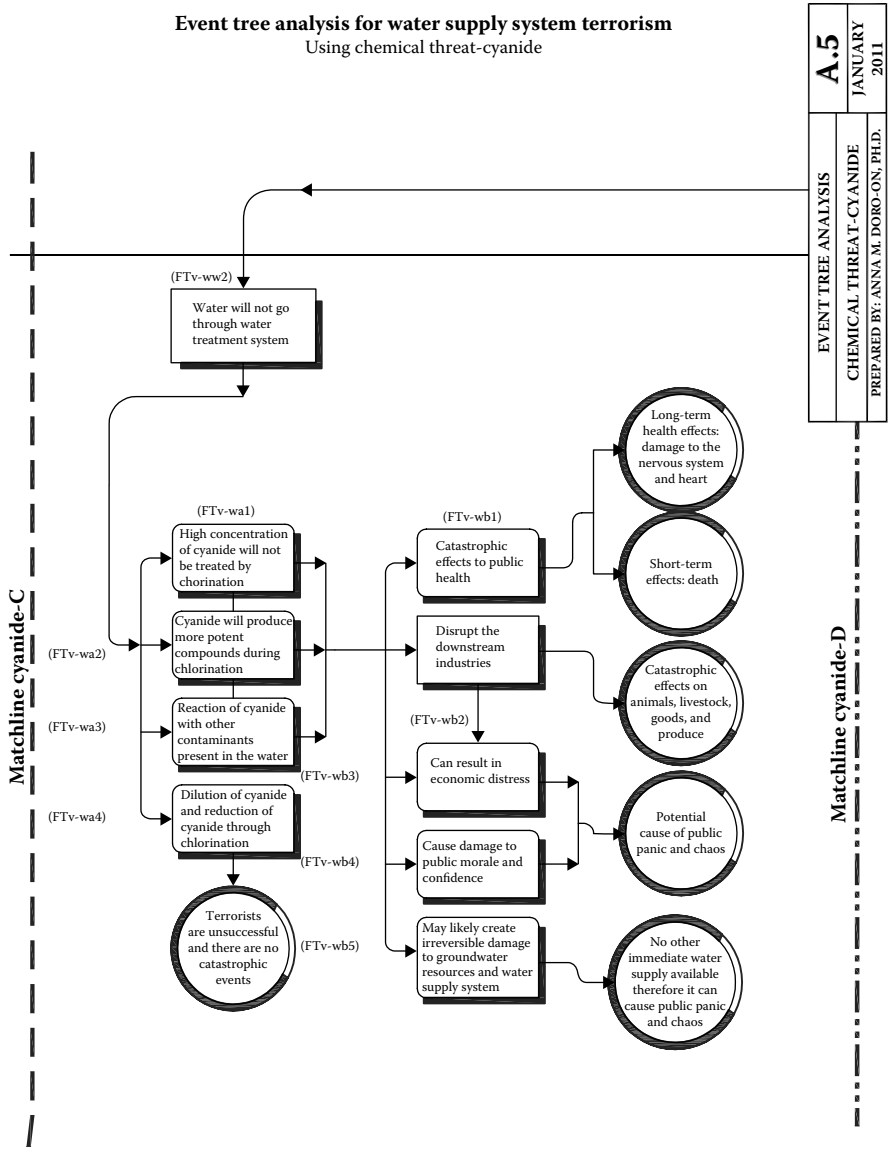 Event tree analysis for water supply system terrorism
Using chemical threat-cyanide
A.5
JANUARY
2011
EVENT TREE ANALYSIS
CHEMICAL THREAT-CYANIDE
PREPARED BY: ANNA M. DORO-ON, PH.D.
Matchline cyanide-C
(FTv-ww2)
Water will not go
through water
treatment system
(FTv-wa1)
High concentration
of cyanide will not
be treated by
chorination
(FTv-wa2)
Cyanide will produce
more potent
compounds during
chlorination
(FTv-wa3)
Reaction of cyanide
with other
contaminants
present in the water
(FTv-wa4)
Dilution of cyanide
and reduction of
cyanide through
chlorination
Terrorists
are unsuccessful
and there are no
catastrophic
events
(FTv-wb1)
Catastrophic
effects to public
health
Disrupt the
downstream
industries
(FTv-wb2)
(FTv-wb3)
Can result in
economic distress
(FTv-wb4)
Cause damage to
public morale and
confidence
(FTv-wb5)
May likely create
irreversible damage
to groundwater
resources and water
supply system
Long-term
health effects:
damage to the
nervous system
and heart
Short-term
effects: death
Catastrophic
effects on
animals, livestock,
goods, and
produce
Potential
cause of public
panic and chaos
No other
immediate water
supply available
therefore it can
cause public panic
and chaos
Matchline cyanide-D